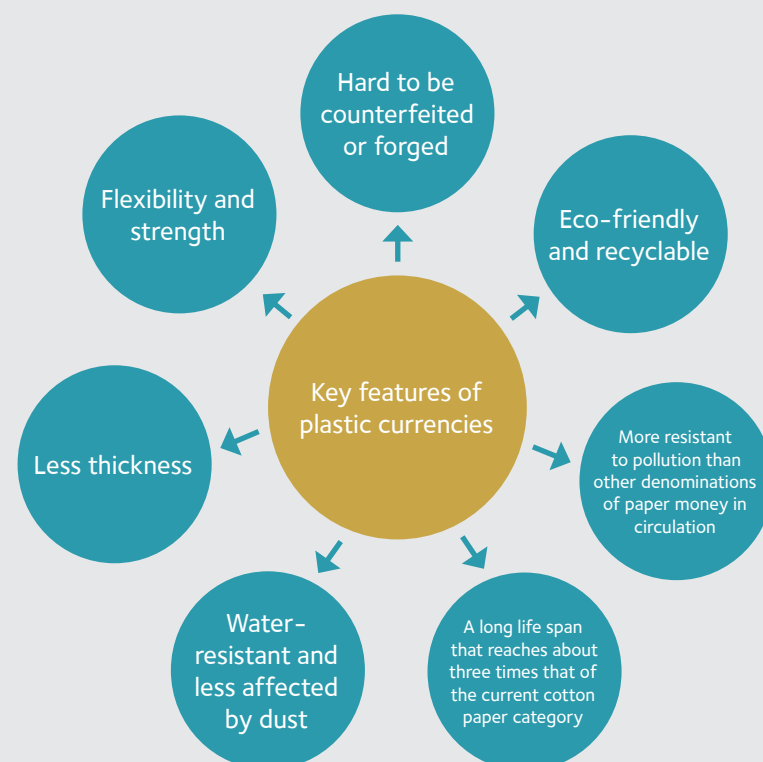 Hard to be
counterfeited
or forged
Flexibility and
strength
Eco-friendly
and recyclable
Key features of
plastic currencies
Less thickness
More resistant
to pollution than
other denominations
of paper money in
circulation
Water-
resistant and
less affected
by dust
A long life span
that reaches about
three times that of
the current cotton
paper category